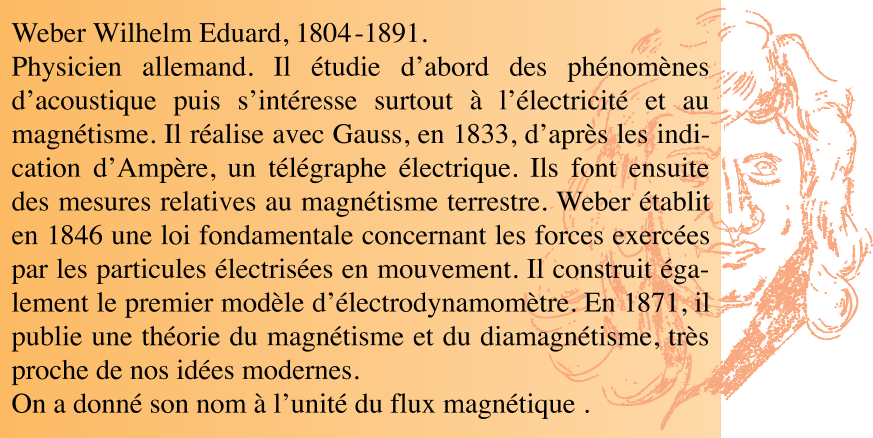 Weber Wilhelm Eduard, 1804-1891.
Physicien allemand. Il étudie d’abord des phénomènes
d’acoustique puis s’intéresse surtout à l’électricité et au
magnétisme. Il réalise avec Gauss, en 1833, d’après les indi-
cation d’Ampère, un télégraphe électrique. Ils font ensuite
des mesures relatives au magnétisme terrestre. Weber établit
en 1846 une loi fondamentale concernant les forces exercées
par les particules électrisées en mouvement. Il construit éga-
lement le premier modèle d’électrodynamomètre. En 1871, il
publie une théorie du magnétisme et du diamagnétisme, très
proche de nos idées modernes.
On a donné son nom à l’unité du flux magnétique .